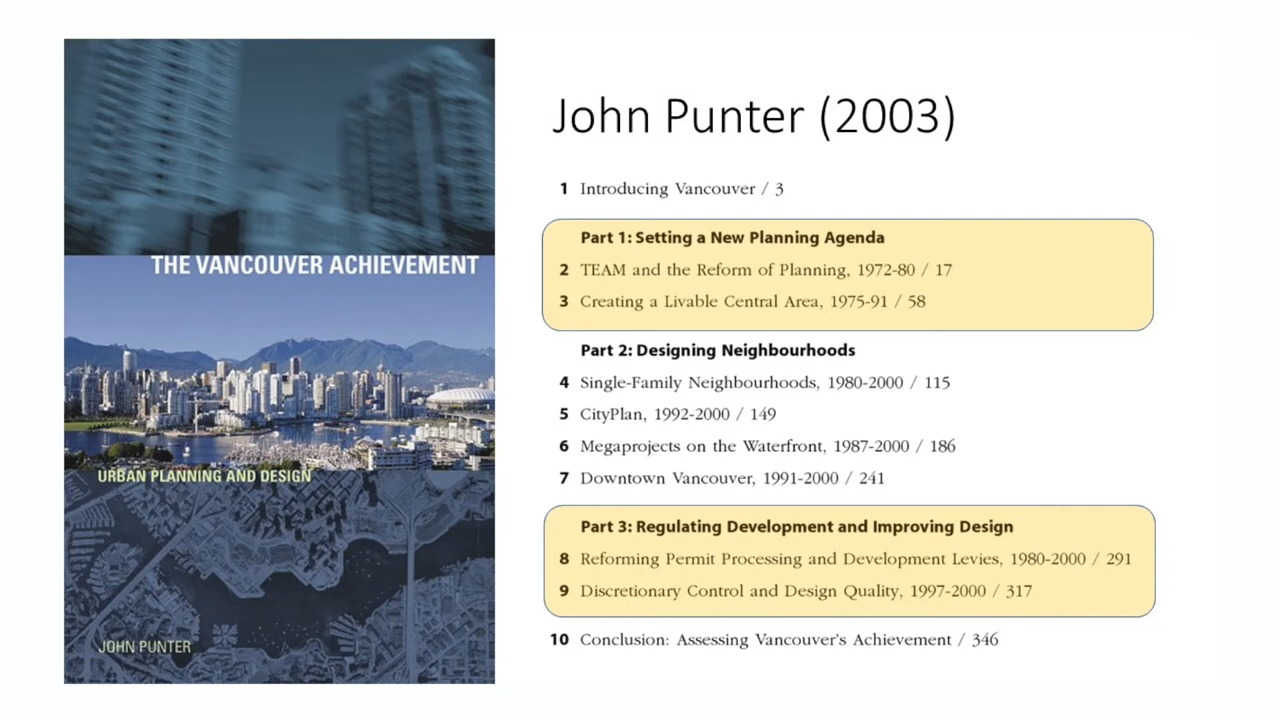 THE VANCOUVER ACHIEVEMENT
URBAN PLANNING AND DESIGN
JOHN PUNTER
John Punter (2003)
1 Introducing Vancouver / 3
Part 1: Setting a New Planning Agenda
2 TEAM and the Reform of Planning, 1972-80 / 17
3 Creating a Livable Central Area, 1975-91 / 58
Part 2: Designing Neighbourhoods
4 Single-Family Neighbourhoods, 1980-2000 / 115
5 CityPlan, 1992-2000 / 149
6 Megaprojects on the Waterfront, 1987-2000 / 186
7 Downtown Vancouver, 1991-2000 / 241
Part 3: Regulating Development and Improving Design
8 Reforming Permit Processing and Development Levies, 1980-2000 / 291
9 Discretionary Control and Design Quality, 1997-2000 / 317
10 Conclusion: Assessing Vancouver's Achievement / 346